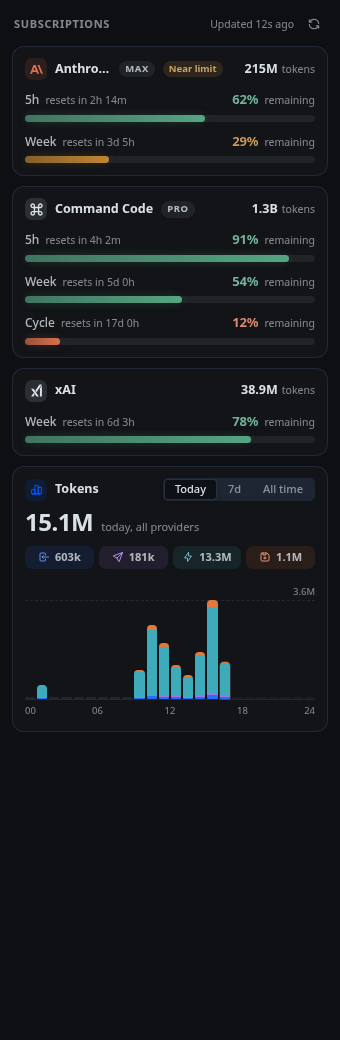 SUBSCRIPTIONS Updated 12s ago
Anthro... MAX Near limit 215M tokens
5h resets in 2h 14m 62% remaining
Week resets in 3d 5h 29% remaining
Command Code PRO 1.3B tokens
5h resets in 4h 2m 91% remaining
Week resets in 5d 0h 54% remaining
Cycle resets in 17d 0h 12% remaining
xAI 38.9M tokens
Week resets in 6d 3h 78% remaining
Tokens Today 7d All time
15.1M today, all providers
603k 181k 13.3M 1.1M
3.6M
00 06 12 18 24